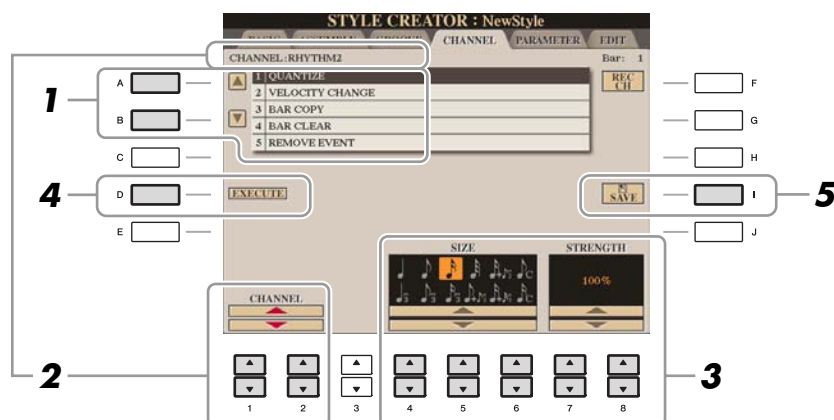 STYLE CREATOR : NewStyle
BASIC ASSEMBLY GROOVE CHANNEL PARAMETER EDIT
CHANNEL:RHYTHM2
Bar: 1
1 QUANTIZE
2 VELOCITY CHANGE
3 BAR COPY
4 BAR CLEAR
5 REMOVE EVENT
REC CH
EXECUTE
SAVE
SIZE
STRENGTH
100%
CHANNEL
A
B
C
D
E
F
G
H
I
J
1
2
3
4
5
1 2 3 4 5 6 7 8